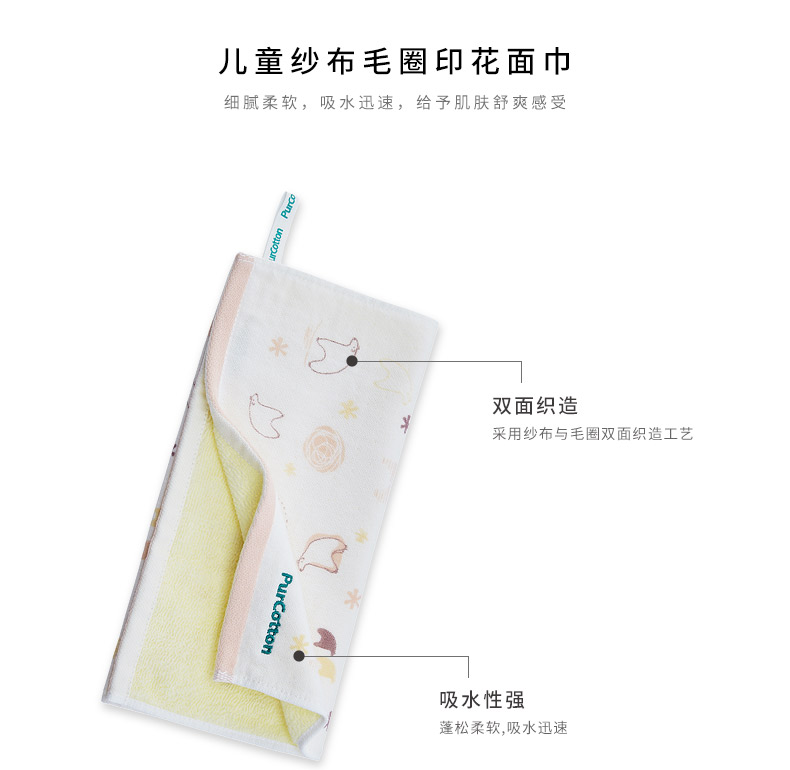 儿童纱布毛圈印花面巾
细腻柔软，吸水迅速，给予肌肤舒爽感受
PurCo
urCotton
双面织造
采用纱布与毛圈双面织造工艺
PurCotton
吸水性强
蓬松柔软,吸水迅速